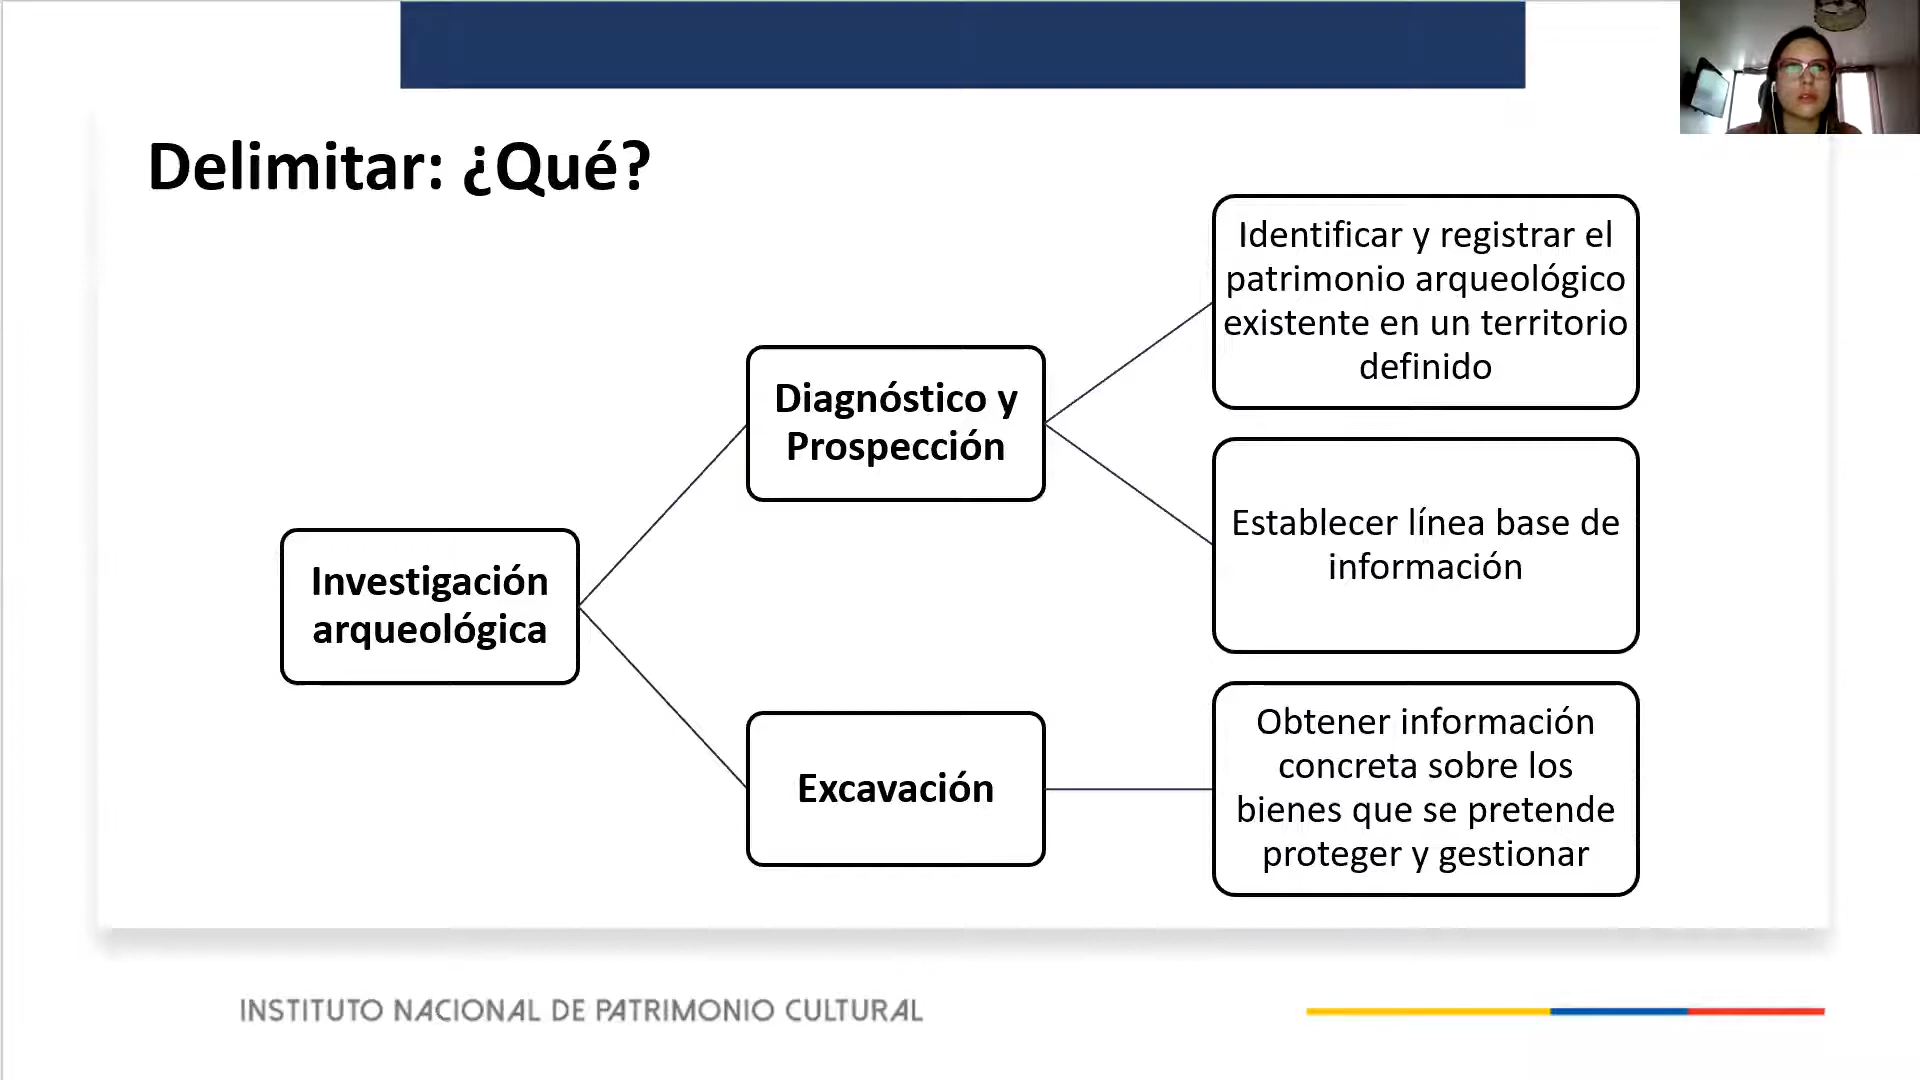 Delimitar: ¿Qué?
Investigación
arqueológica
Diagnóstico y
Prospección
Identificar y registrar el
patrimonio arqueológico
existente en un territorio
definido
Establecer línea base de
información
Excavación
Obtener información
concreta sobre los
bienes que se pretende
proteger y gestionar
INSTITUTO NACIONAL DE PATRIMONIO CULTURAL